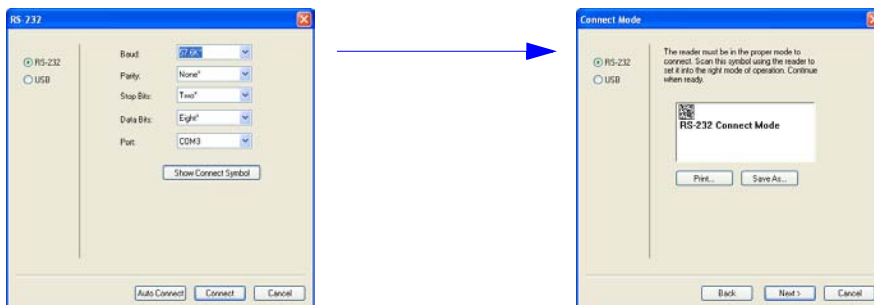 RS-232
RS-232
USB
Baud: 57.6K*
Parity: None*
Stop Bits: Two*
Data Bits: Eight*
Port: COM3
Show Connect Symbol
Auto Connect Connect Cancel
Connect Mode
RS-232
USB
The reader must be in the proper mode to
connect. Scan this symbol using the reader to
set it into the right mode of operation. Continue
when ready.
RS-232 Connect Mode
Print... Save As...
Back Next > Cancel